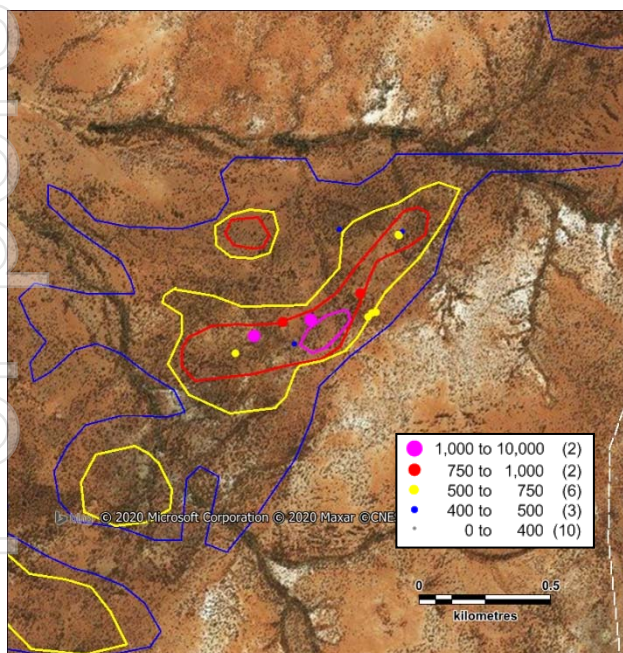 © 2020 Microsoft Corporation © 2020 Maxar ©CNE
1,000 to 10,000 (2)
750 to 1,000 (2)
500 to 750 (6)
400 to 500 (3)
0 to 400 (10)
0 0.5
kilometres